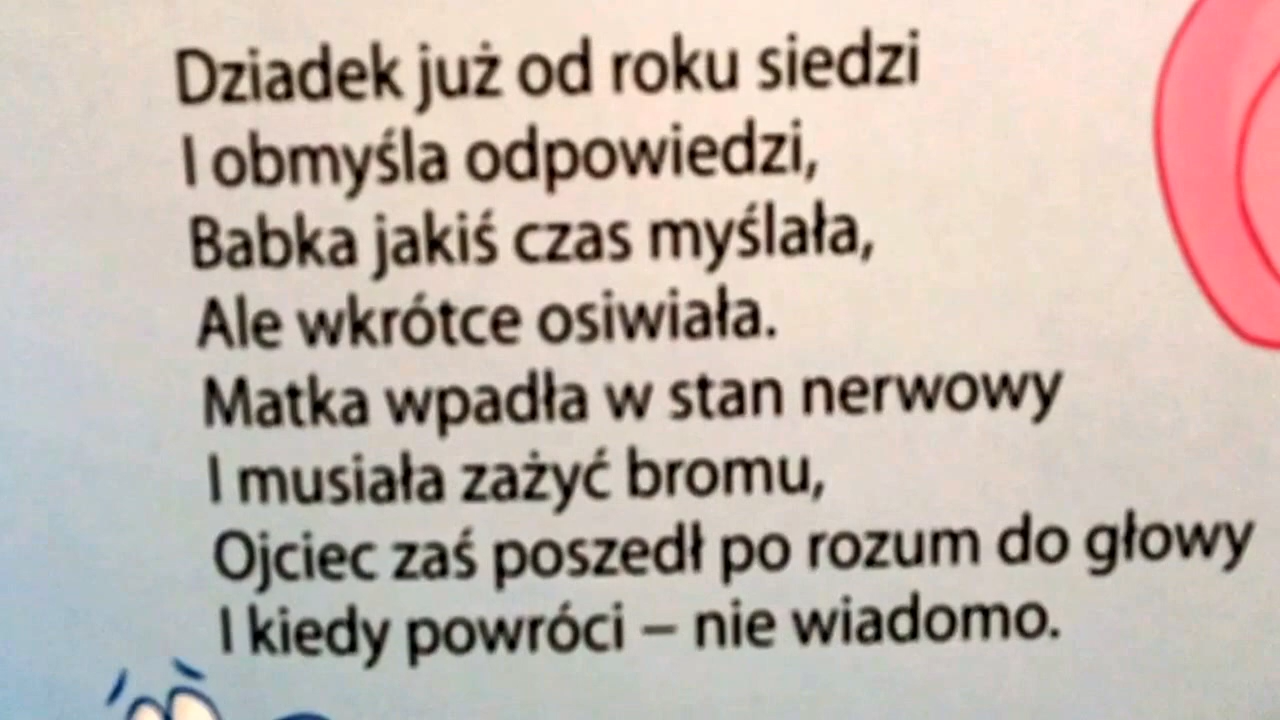 Dziadek już od roku siedzi
I obmyśla odpowiedzi,
Babka jakiś czas myślała,
Ale wkrótce osiwiała.
Matka wpadła w stan nerwowy
I musiała zażyć bromu,
Ojciec zaś poszedł po rozum do głowy
I kiedy powróci – nie wiadomo.